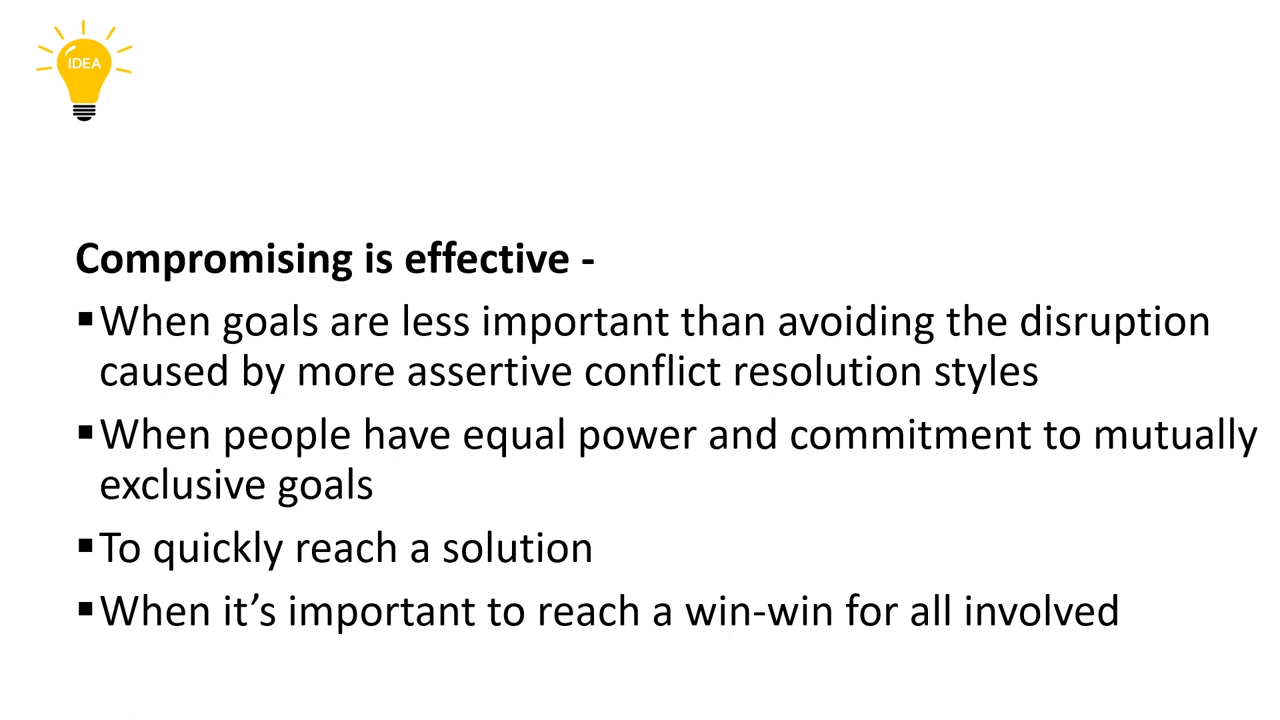 IDEA
Compromising is effective -
▪When goals are less important than avoiding the disruption
caused by more assertive conflict resolution styles
▪When people have equal power and commitment to mutually
exclusive goals
▪To quickly reach a solution
▪When it’s important to reach a win-win for all involved